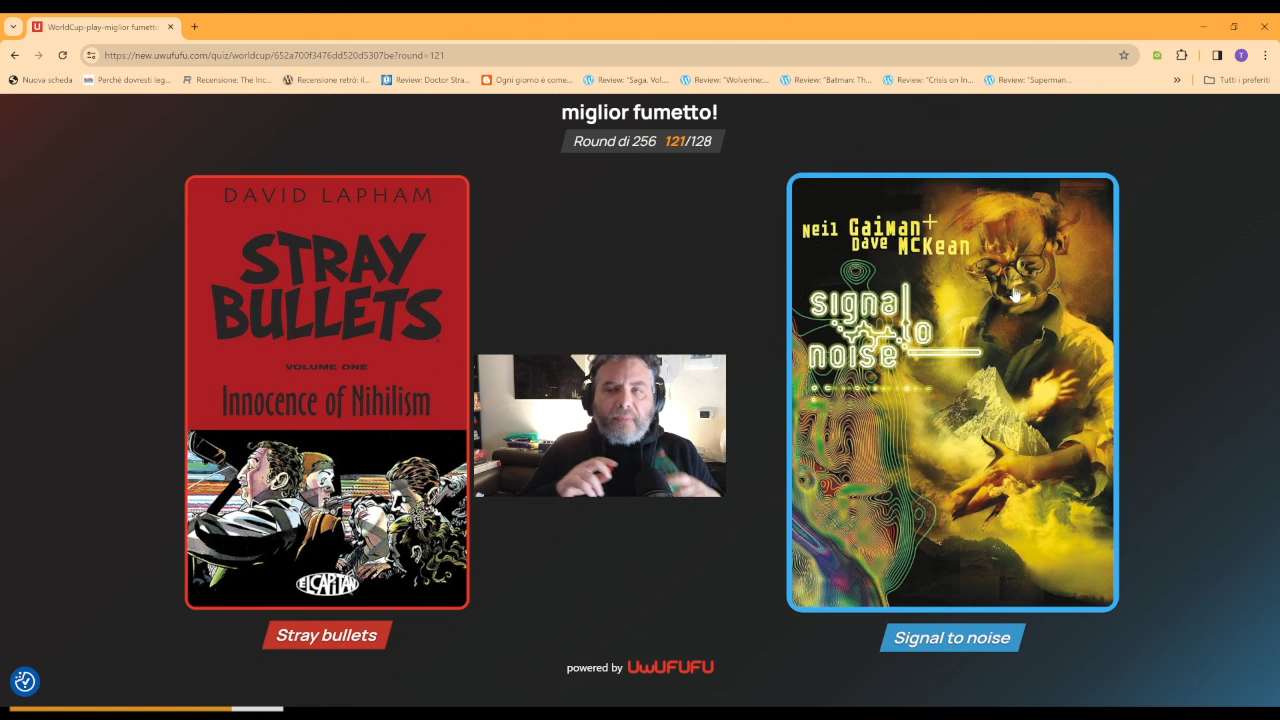 WorldCup-play-miglior fumetto
https://new.uwufufu.com/quiz/worldcup/652a700f3476dd520d5307be?round=121
Nuova scheda
Perché dovresti leg...
Recensione: The Inc...
Recensione retrò: il...
Review: Doctor Stra...
Ogni giorno è come...
Review: "Saga, Vol....
Review: "Wolverine:...
Review: "Batman: Th...
Review: "Crisis on In...
Review: "Superman...
»
Tutti i preferiti
miglior fumetto!
Round di 256 121/128
DAVID LAPHAM
STRAY
BULLETS
VOLUME ONE
Innocence of Nihilism
EL CAPITÁN
Stray bullets
Neil Gaiman+
Dave McKean
signal
to
noise
Signal to noise
powered by UwUFUFU